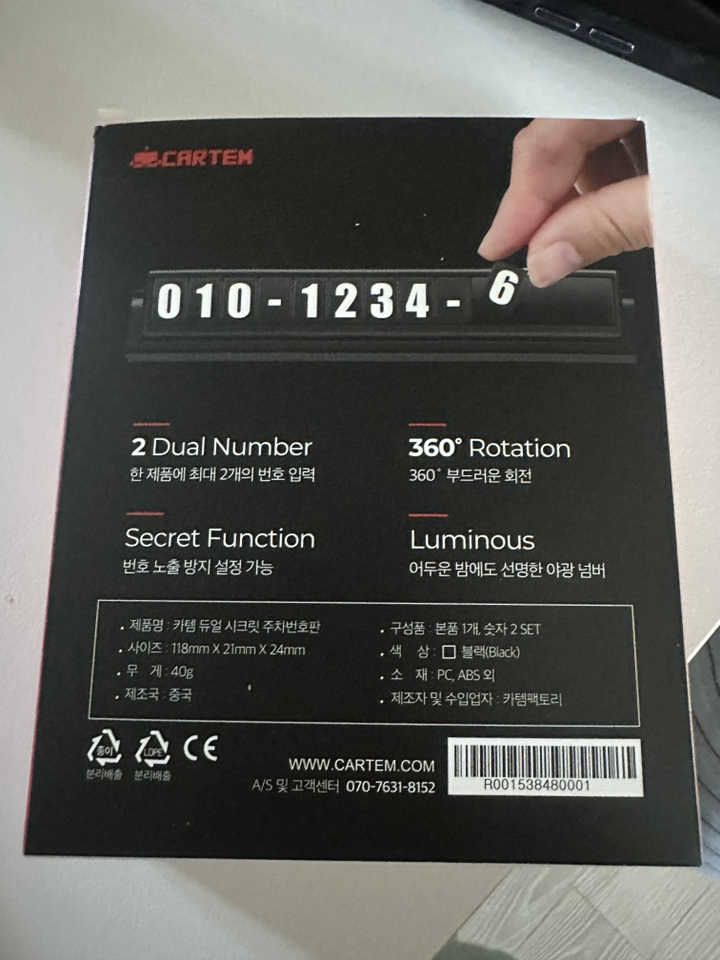 CARTEM
010-1234-6
2 Dual Number
한 제품에 최대 2개의 번호 입력
360° Rotation
360° 부드러운 회전
Secret Function
번호 노출 방지 설정 가능
Luminous
어두운 밤에도 선명한 야광 넘버
• 제품명 : 카템 듀얼 시크릿 주차번호판
• 사이즈 : 118mm X 21mm X 24mm
• 무 게 : 40g
• 제조국 : 중국
• 구성품 : 본품 1개, 숫자 2 SET
• 색 상 : □ 블랙(Black)
• 소 재 : PC, ABS 외
• 제조자 및 수입업자 : 카템팩토리
종이
분리배출
LDPE
분리배출
CE
WWW.CARTEM.COM
A/S 및 고객센터 070-7631-8152
R001538480001